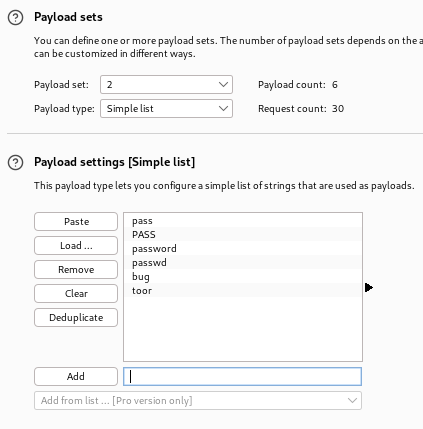 Payload sets
You can define one or more payload sets. The number of payload sets depends on the a
can be customized in different ways.
Payload set: 2 Payload count: 6
Payload type: Simple list Request count: 30
Payload settings [Simple list]
This payload type lets you configure a simple list of strings that are used as payloads.
Paste
Load ...
Remove
Clear
Deduplicate
pass
PASS
password
passwd
bug
toor
Add
Add from list ... [Pro version only]